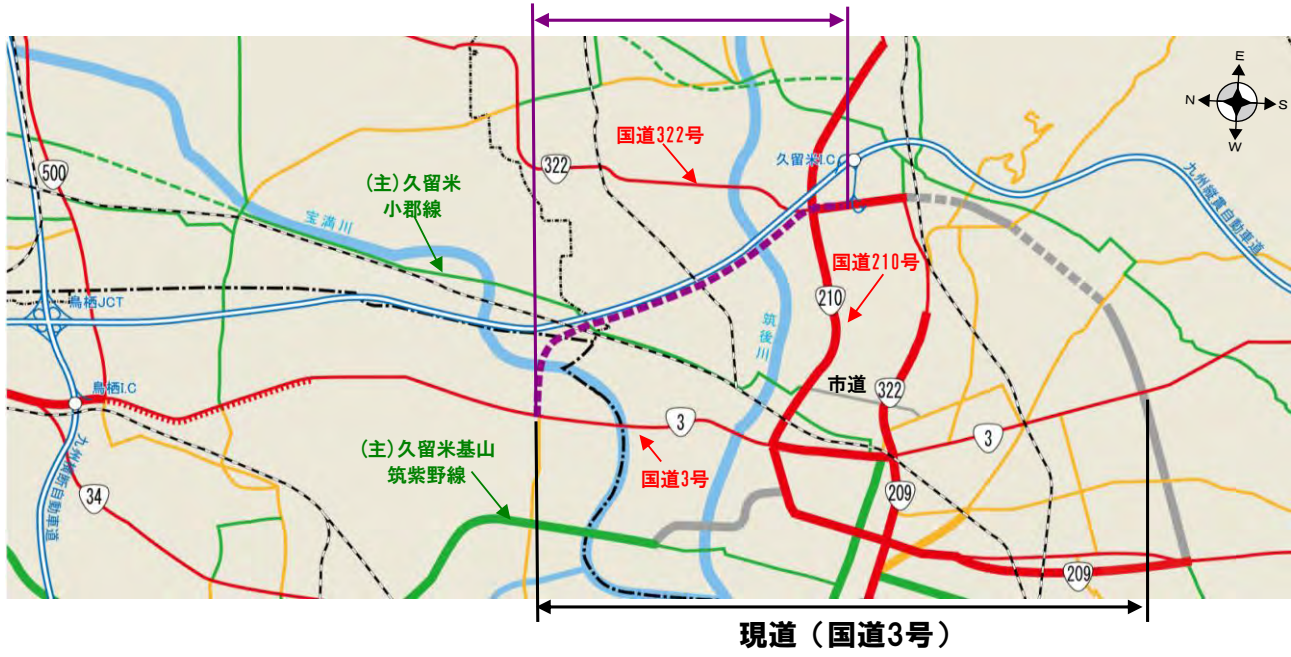 E
N
S
W
国道322号
久留米I.C
500
322
(主)久留米
小郡線
宝満川
九州縦貫自動車道
国道210号
鳥栖JCT
210
筑後川
鳥栖I.C
市道
322
3
3
(主)久留米基山
筑紫野線
国道3号
34
九州横断自動車道
209
209
現道（国道3号）